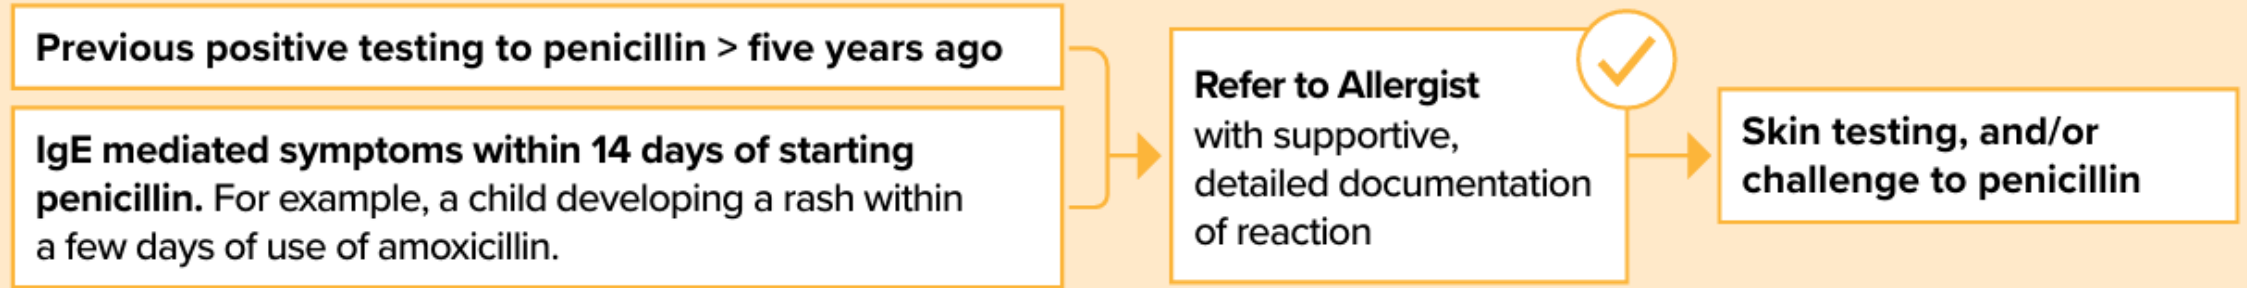 Previous positive testing to penicillin > five years ago
IgE mediated symptoms within 14 days of starting
penicillin. For example, a child developing a rash within
a few days of use of amoxicillin.
Refer to Allergist
with supportive,
detailed documentation
of reaction
Skin testing, and/or
challenge to penicillin